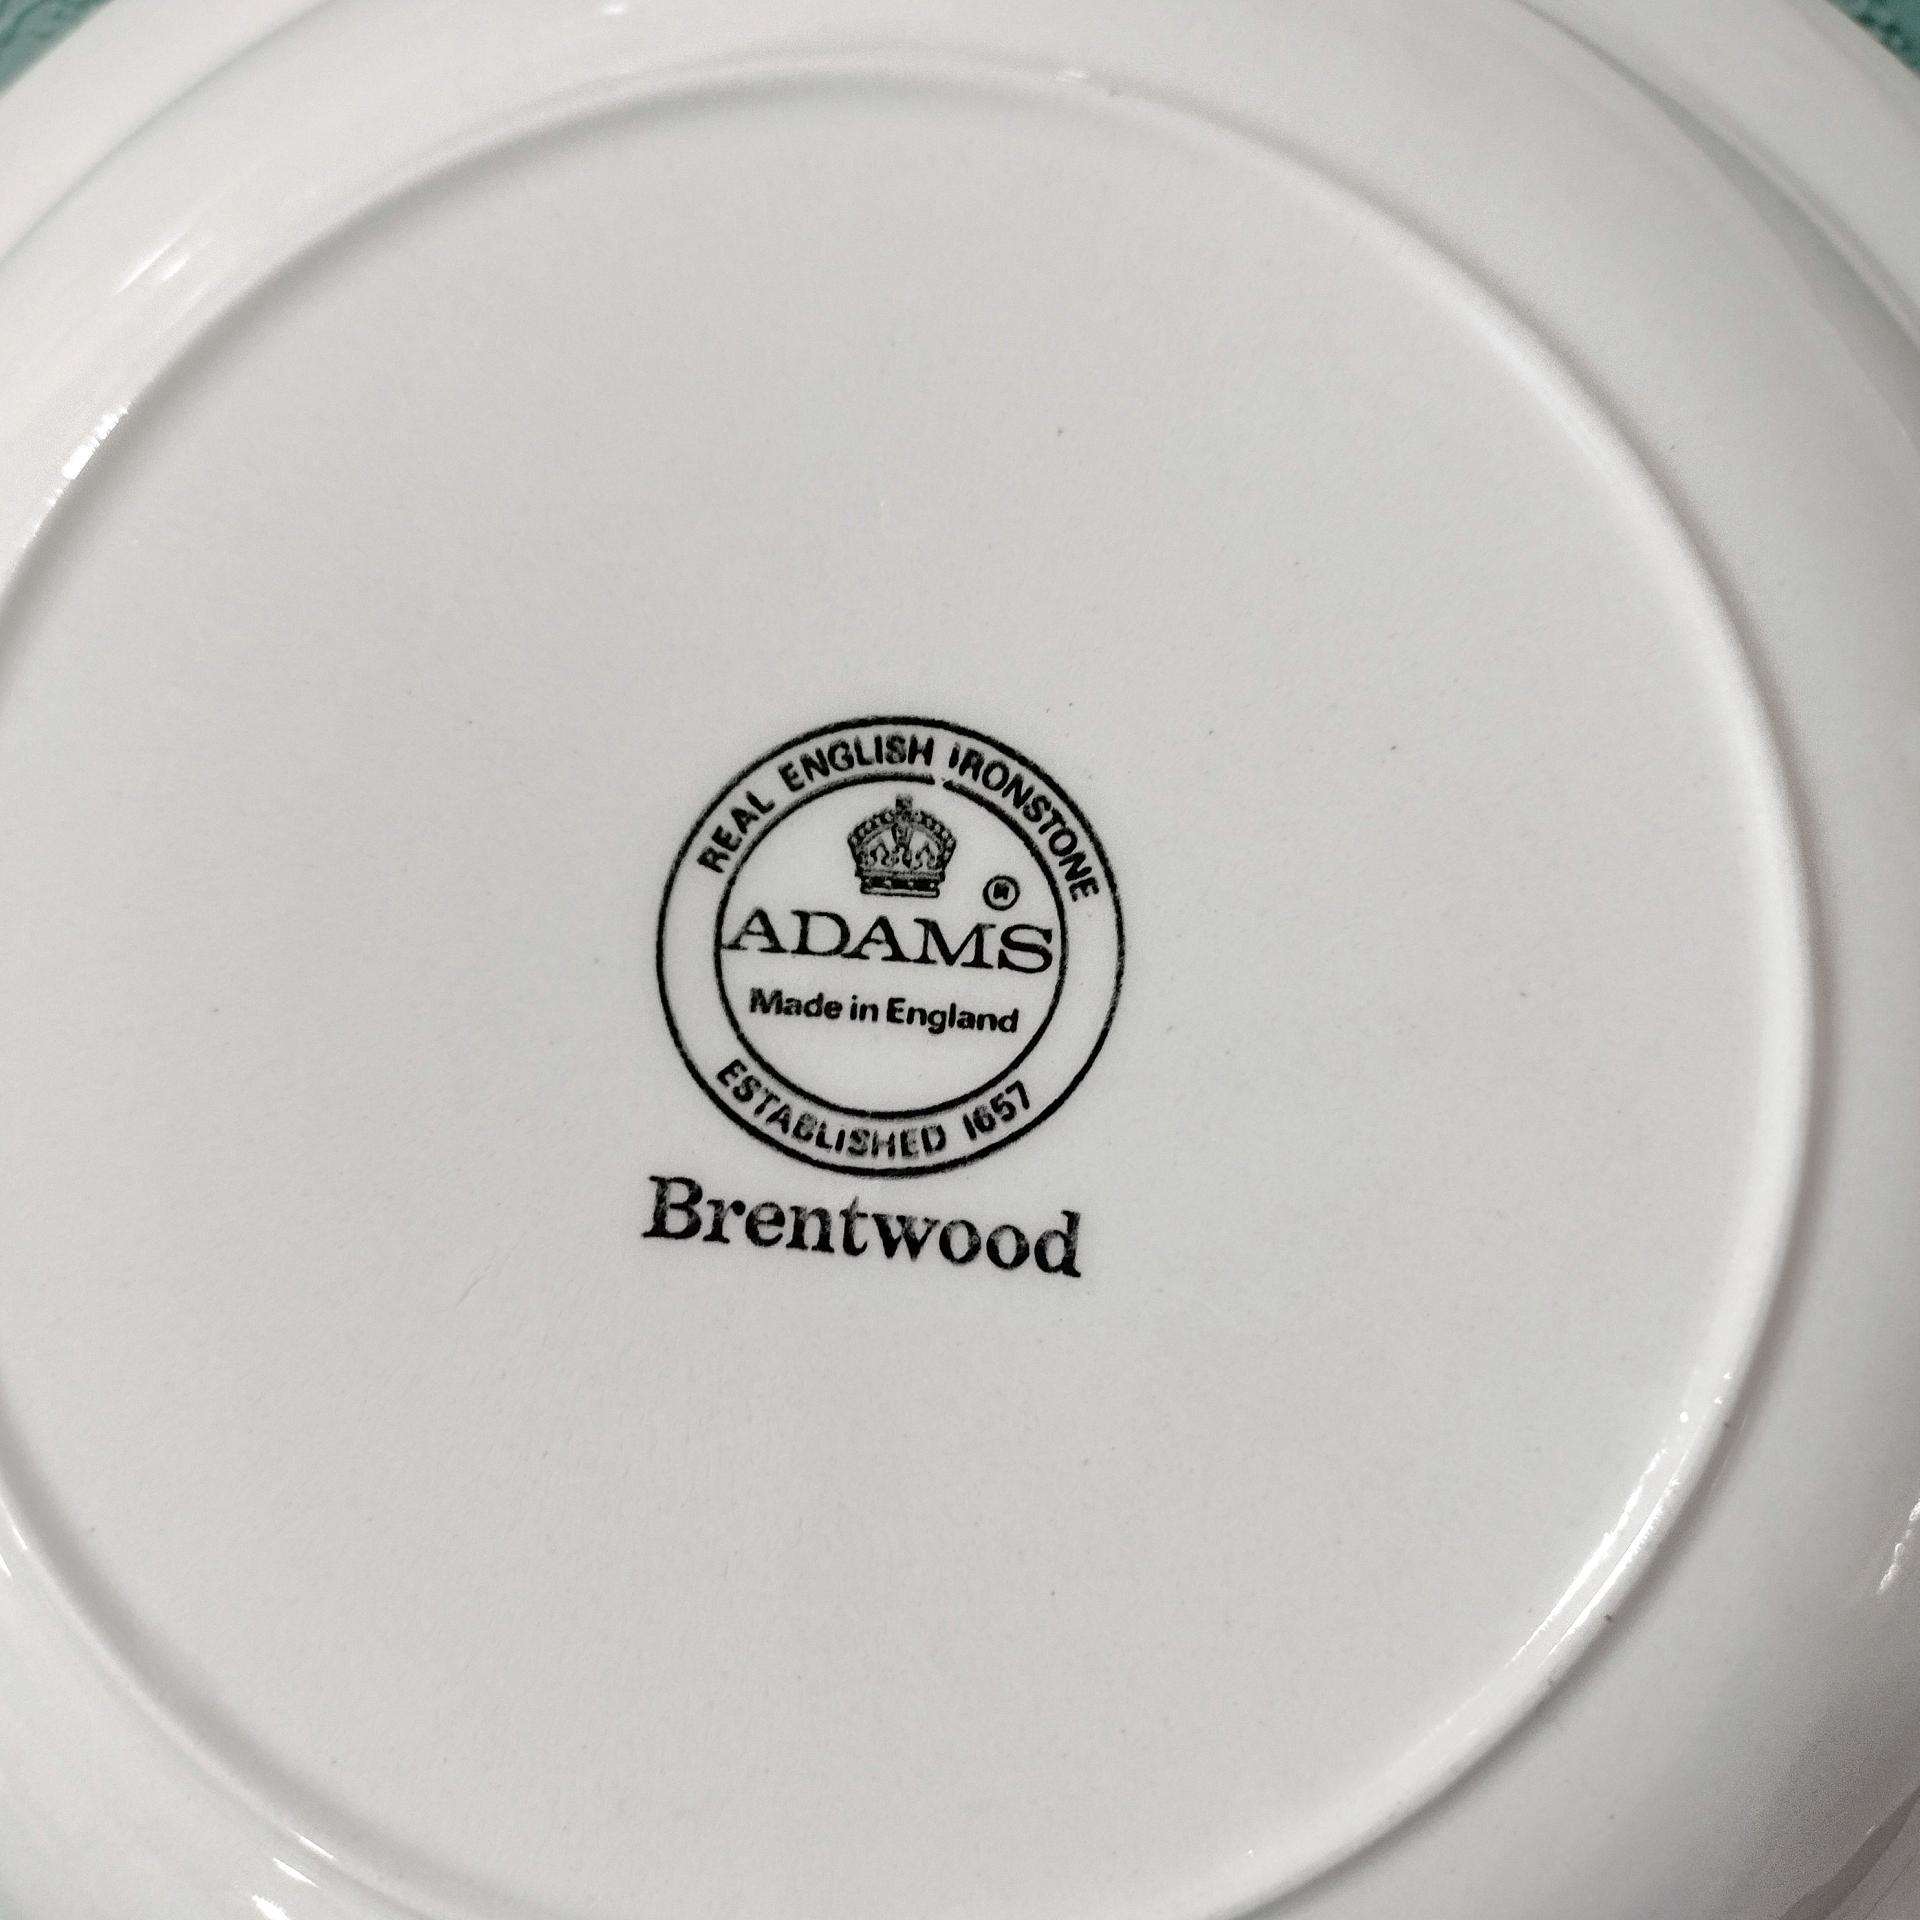 REAL ENGLISH IRONSTONE
®
ADAMS
Made in England
ESTABLISHED 1657
Brentwood